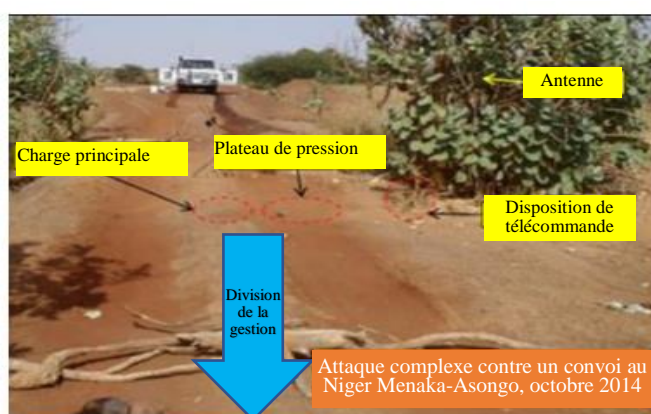 Antenne
Charge principale
Plateau de pression
Disposition de
télécommande
Division
de la
gestion
Attaque complexe contre un convoi au
Niger Menaka-Asongo, octobre 2014